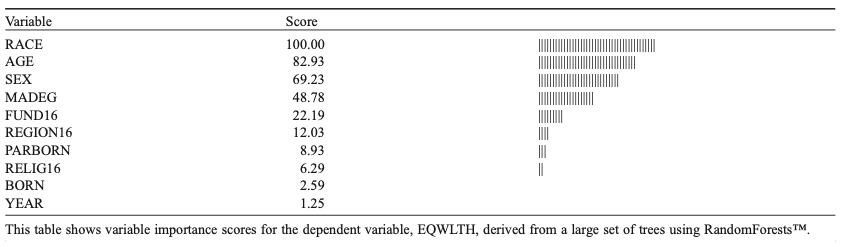 Variable Score
RACE 100.00
AGE 82.93
SEX 69.23
MADEG 48.78
FUND16 22.19
REGION16 12.03
PARBORN 8.93
RELIG16 6.29
BORN 2.59
YEAR 1.25
This table shows variable importance scores for the dependent variable, EQWLTH, derived from a large set of trees using RandomForests™.